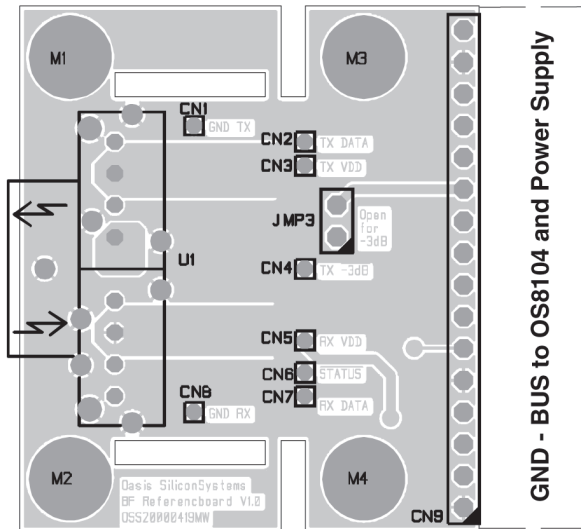 M1
M3
CN1
GND TX
CN2
TX DATA
CN3
TX VDD
JMP3
Open
for
-3dB
U1
CN4
TX -3dB
CN5
RX VDD
CN6
STATUS
CN7
RX DATA
CN8
GND RX
M2
M4
Oasis SiliconSystems
BF Referencboard V1.0
OSS20000419MW
CN9
GND - BUS to OS8104 and Power Supply